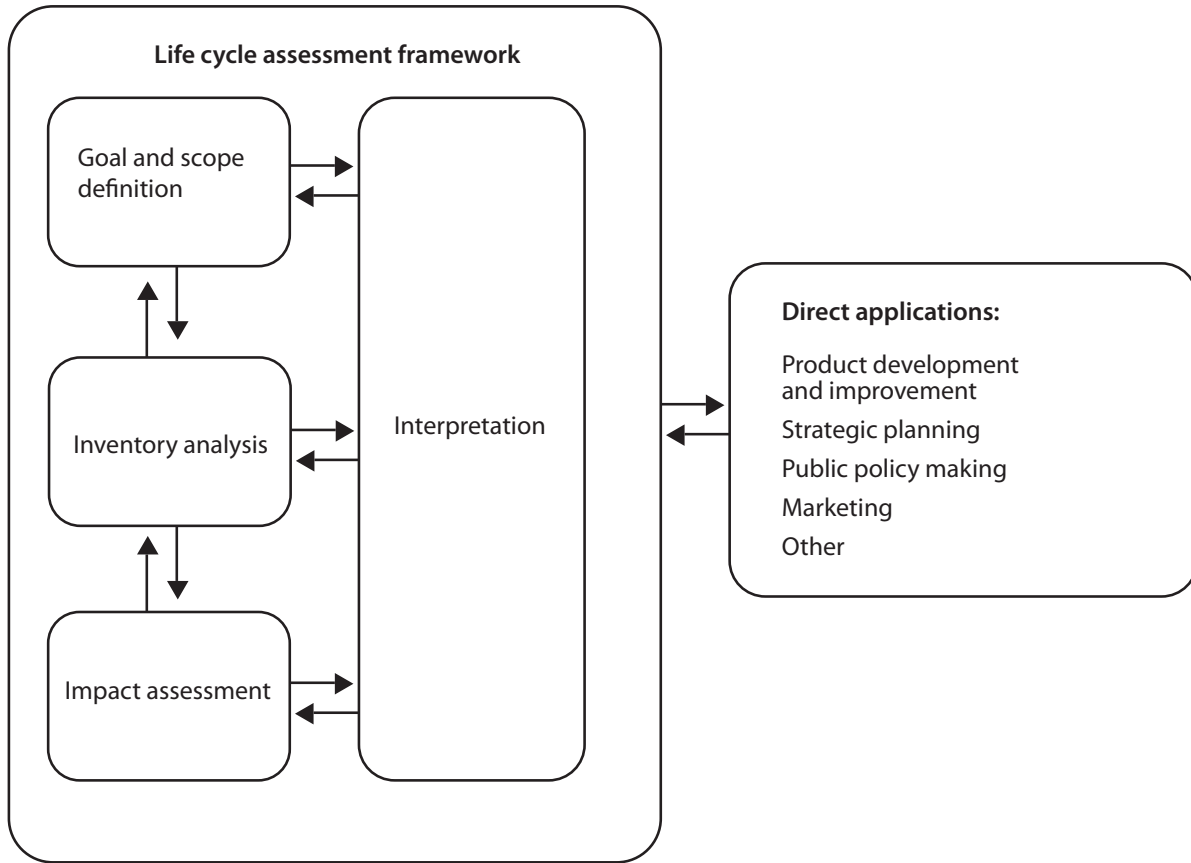 Life cycle assessment framework
Goal and scope
definition
Inventory analysis
Impact assessment
Interpretation
Direct applications:
Product development
and improvement
Strategic planning
Public policy making
Marketing
Other